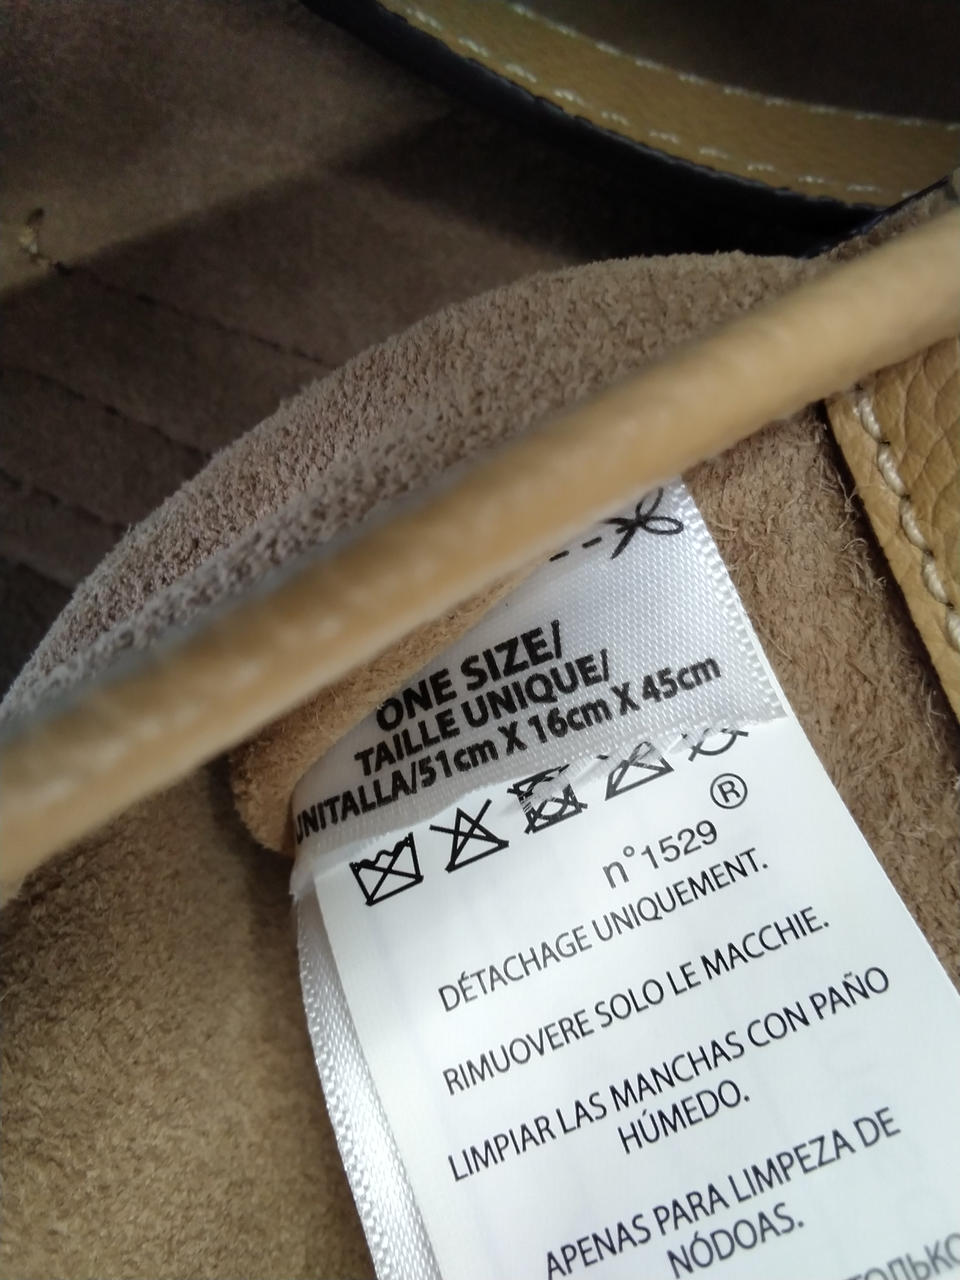 ONE SIZE/
TAILLE UNIQUE/
UNITALLA/51cm X 16cm X 45cm
®
n°1529
DÉTACHAGE UNIQUEMENT.
RIMUOVERE SOLO LE MACCHIE.
LIMPIAR LAS MANCHAS CON PAÑO
HÚMEDO.
APENAS PARA LIMPEZA DE
NÓDOAS.
ТОЛЬКО